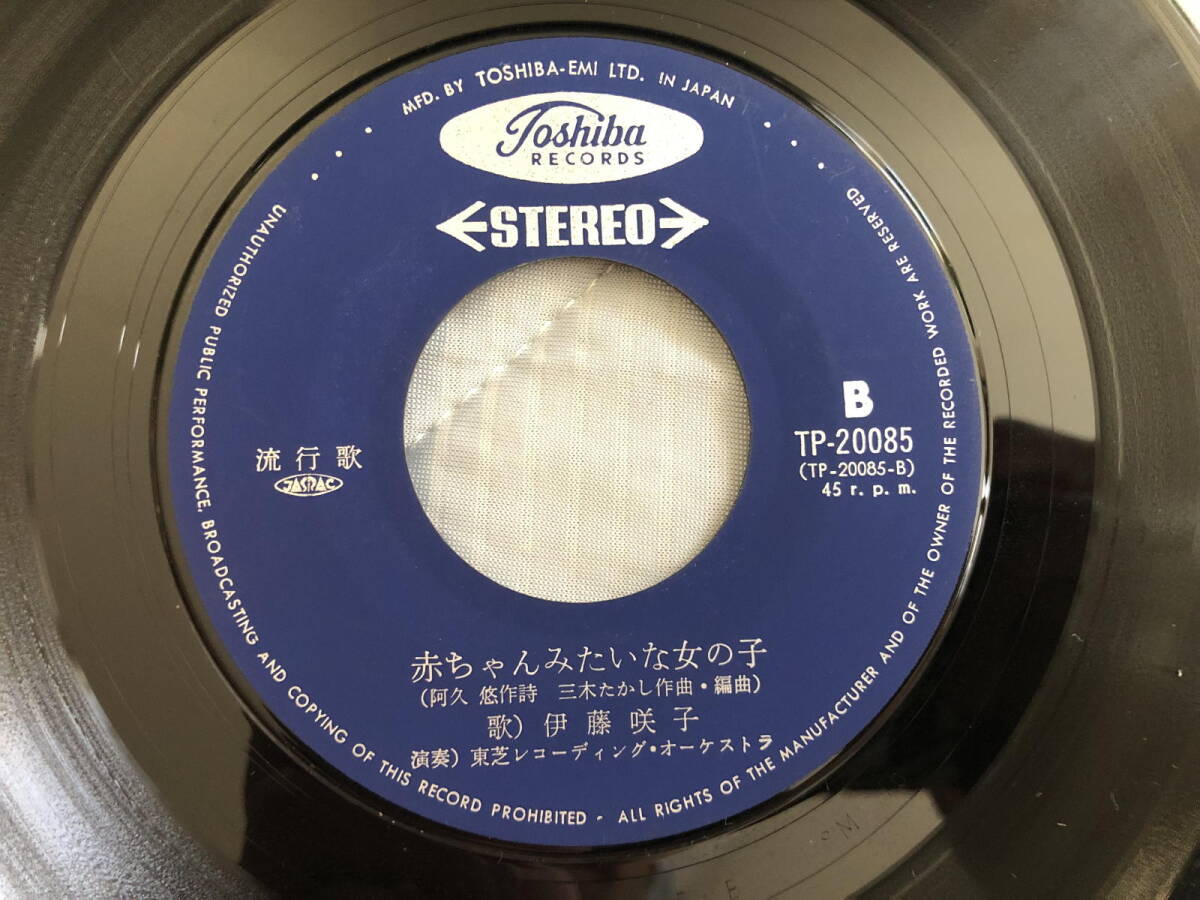 MFD. BY TOSHIBA-EMI LTD. IN JAPAN
Toshiba
RECORDS
STEREO
流行歌
JASRAC
B
TP-20085
(TP-20085-B)
45 r. p. m.
赤ちゃんみたいな女の子
(阿久 悠作詩 三木たかし作曲・編曲)
歌) 伊藤咲子
演奏) 東芝レコーディング・オーケストラ
UNAUTHORIZED PUBLIC PERFORMANCE, BROADCASTING AND COPYING OF THIS RECORD PROHIBITED - ALL RIGHTS OF THE MANUFACTURER AND OF THE OWNER OF THE RECORDED WORK ARE RESERVED